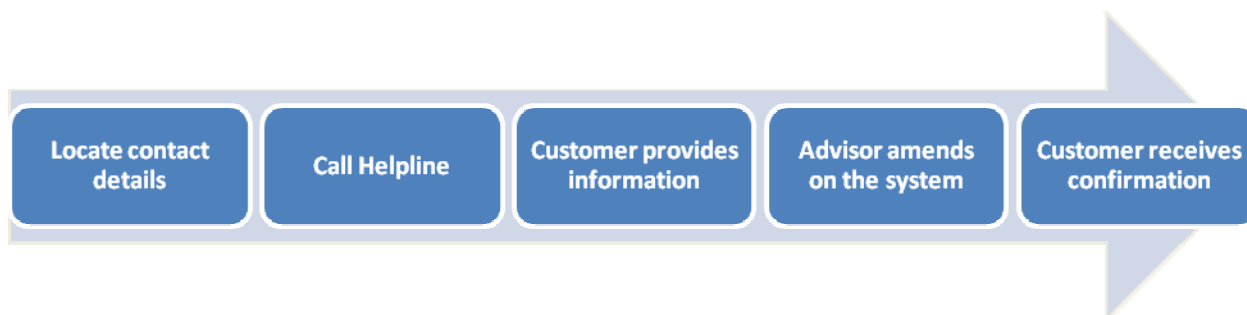 Locate contact
details
Call Helpline
Customer provides
information
Advisor amends
on the system
Customer receives
confirmation